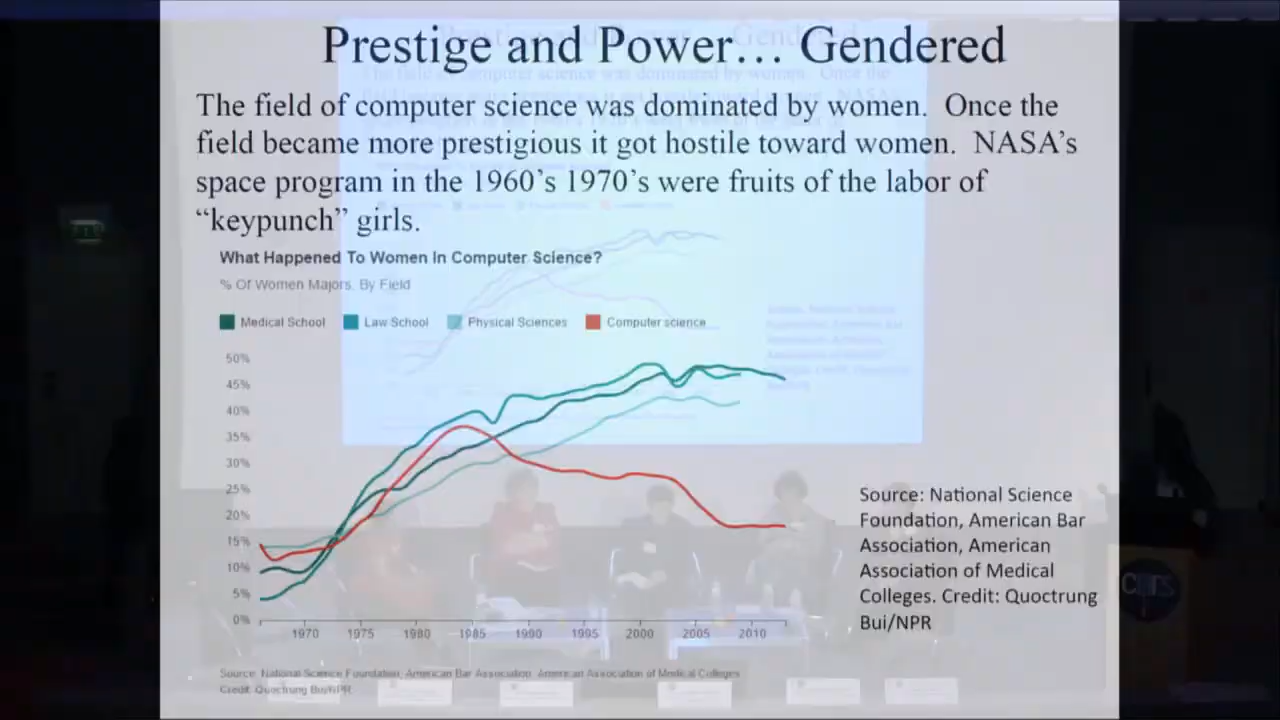 Prestige and Power… Gendered
The field of computer science was dominated by women.  Once the
field became more prestigious it got hostile toward women.  NASA's
space program in the 1960's 1970's were fruits of the labor of
"keypunch" girls.
What Happened To Women In Computer Science?
% Of Women Majors, By Field
Medical School Law School Physical Sciences Computer science
50%
45%
40%
35%
30%
25%
20%
15%
10%
5%
0%
1970 1975 1980 1985 1990 1995 2000 2005 2010
Source: National Science
Foundation, American Bar
Association, American
Association of Medical
Colleges. Credit: Quoctrung
Bui/NPR
Source: National Science Foundation, American Bar Association, American Association of Medical Colleges
Credit: Quoctrung Bui/NPR